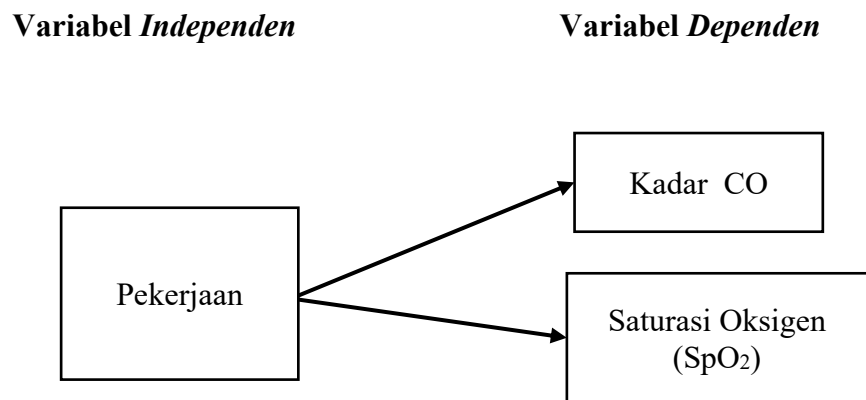 Variabel Independen
Variabel Dependen
Kadar CO
Pekerjaan
Saturasi Oksigen
(SpO₂)